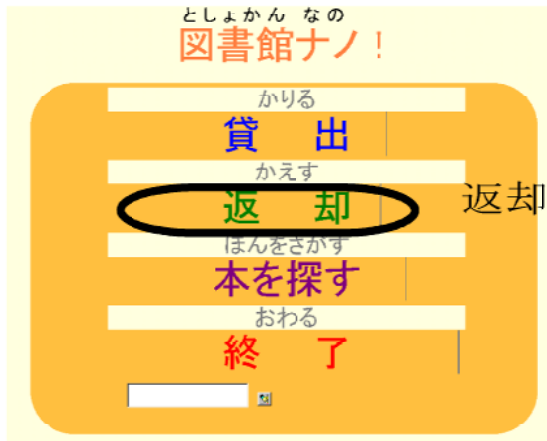 としょかん なの
図書館ナノ！
かりる
貸 出
かえす
返 却
返却
ほんをさがす
本を探す
おわる
終 了